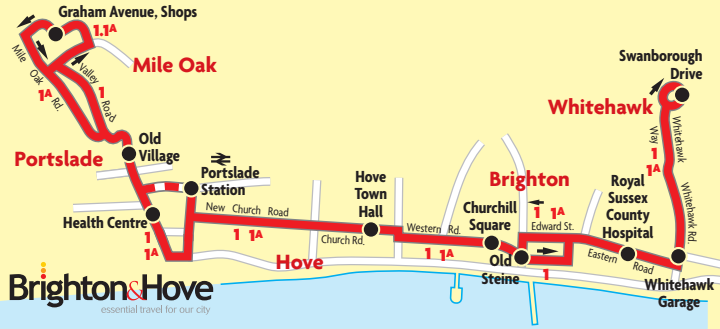 Graham Avenue, Shops
1.1A
Mile Oak
Mile Oak Rd.
1A
Valley Road
1
Portslade
Old
Village
Portslade
Station
Health Centre
1
1A
New Church Road
1 1A
Hove
Town
Hall
Church Rd.
Hove
Western Rd.
1 1A
Churchill
Square
Brighton
1 1A
Edward St.
Old
Steine
1
Royal
Sussex
County
Hospital
Eastern Road
Swanborough
Drive
Whitehawk
Whitehawk Way
1
1A
Whitehawk Rd.
Whitehawk
Garage
Brighton&Hove
essential travel for our city